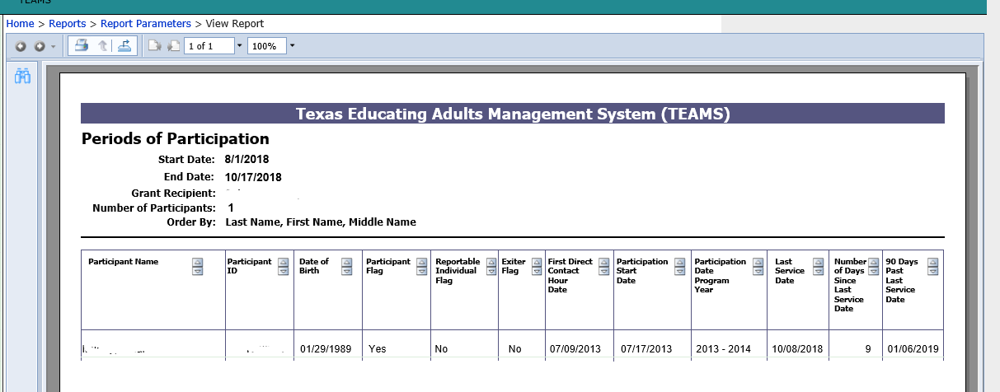 TEAMS
Home > Reports > Report Parameters > View Report
1 of 1 100%
Texas Educating Adults Management System (TEAMS)
Periods of Participation
Start Date: 8/1/2018
End Date: 10/17/2018
Grant Recipient:
Number of Participants: 1
Order By: Last Name, First Name, Middle Name
Participant Name Participant Date of Participant Reportable Exiter First Direct Participation Participation Last Number 90 Days
ID Birth Flag Individual Flag Contact Start Date Service of Days Past
Flag Hour Date Program Date Since Last
Date Year Last Service
Service Date
Date
01/29/1989 Yes No No 07/09/2013 07/17/2013 2013 - 2014 10/08/2018 9 01/06/2019